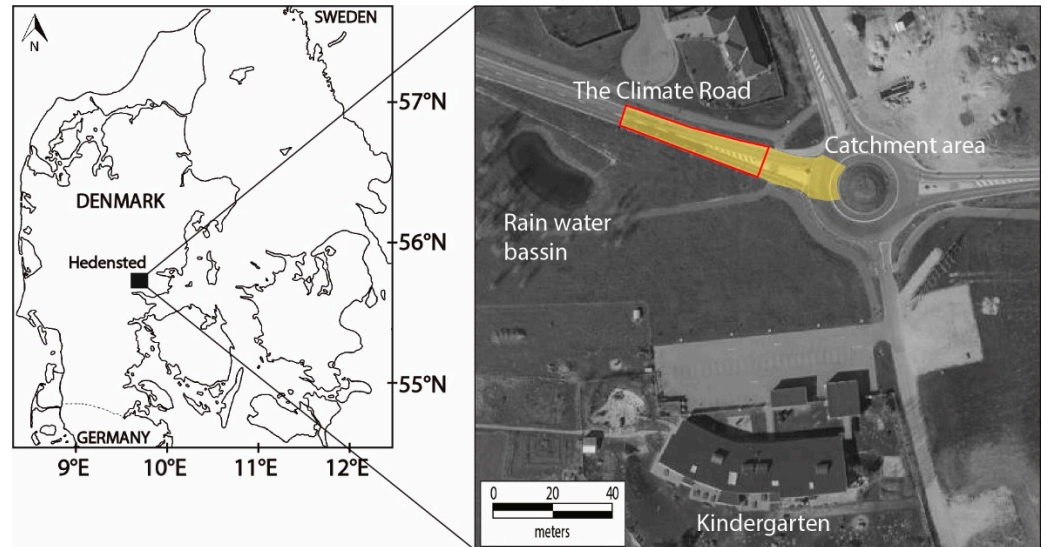 SWEDEN
N
57°N
DENMARK
56°N
Hedensted
55°N
GERMANY
9°E 10°E 11°E 12°E
The Climate Road
Catchment area
Rain water
bassin
0 20 40
meters
Kindergarten